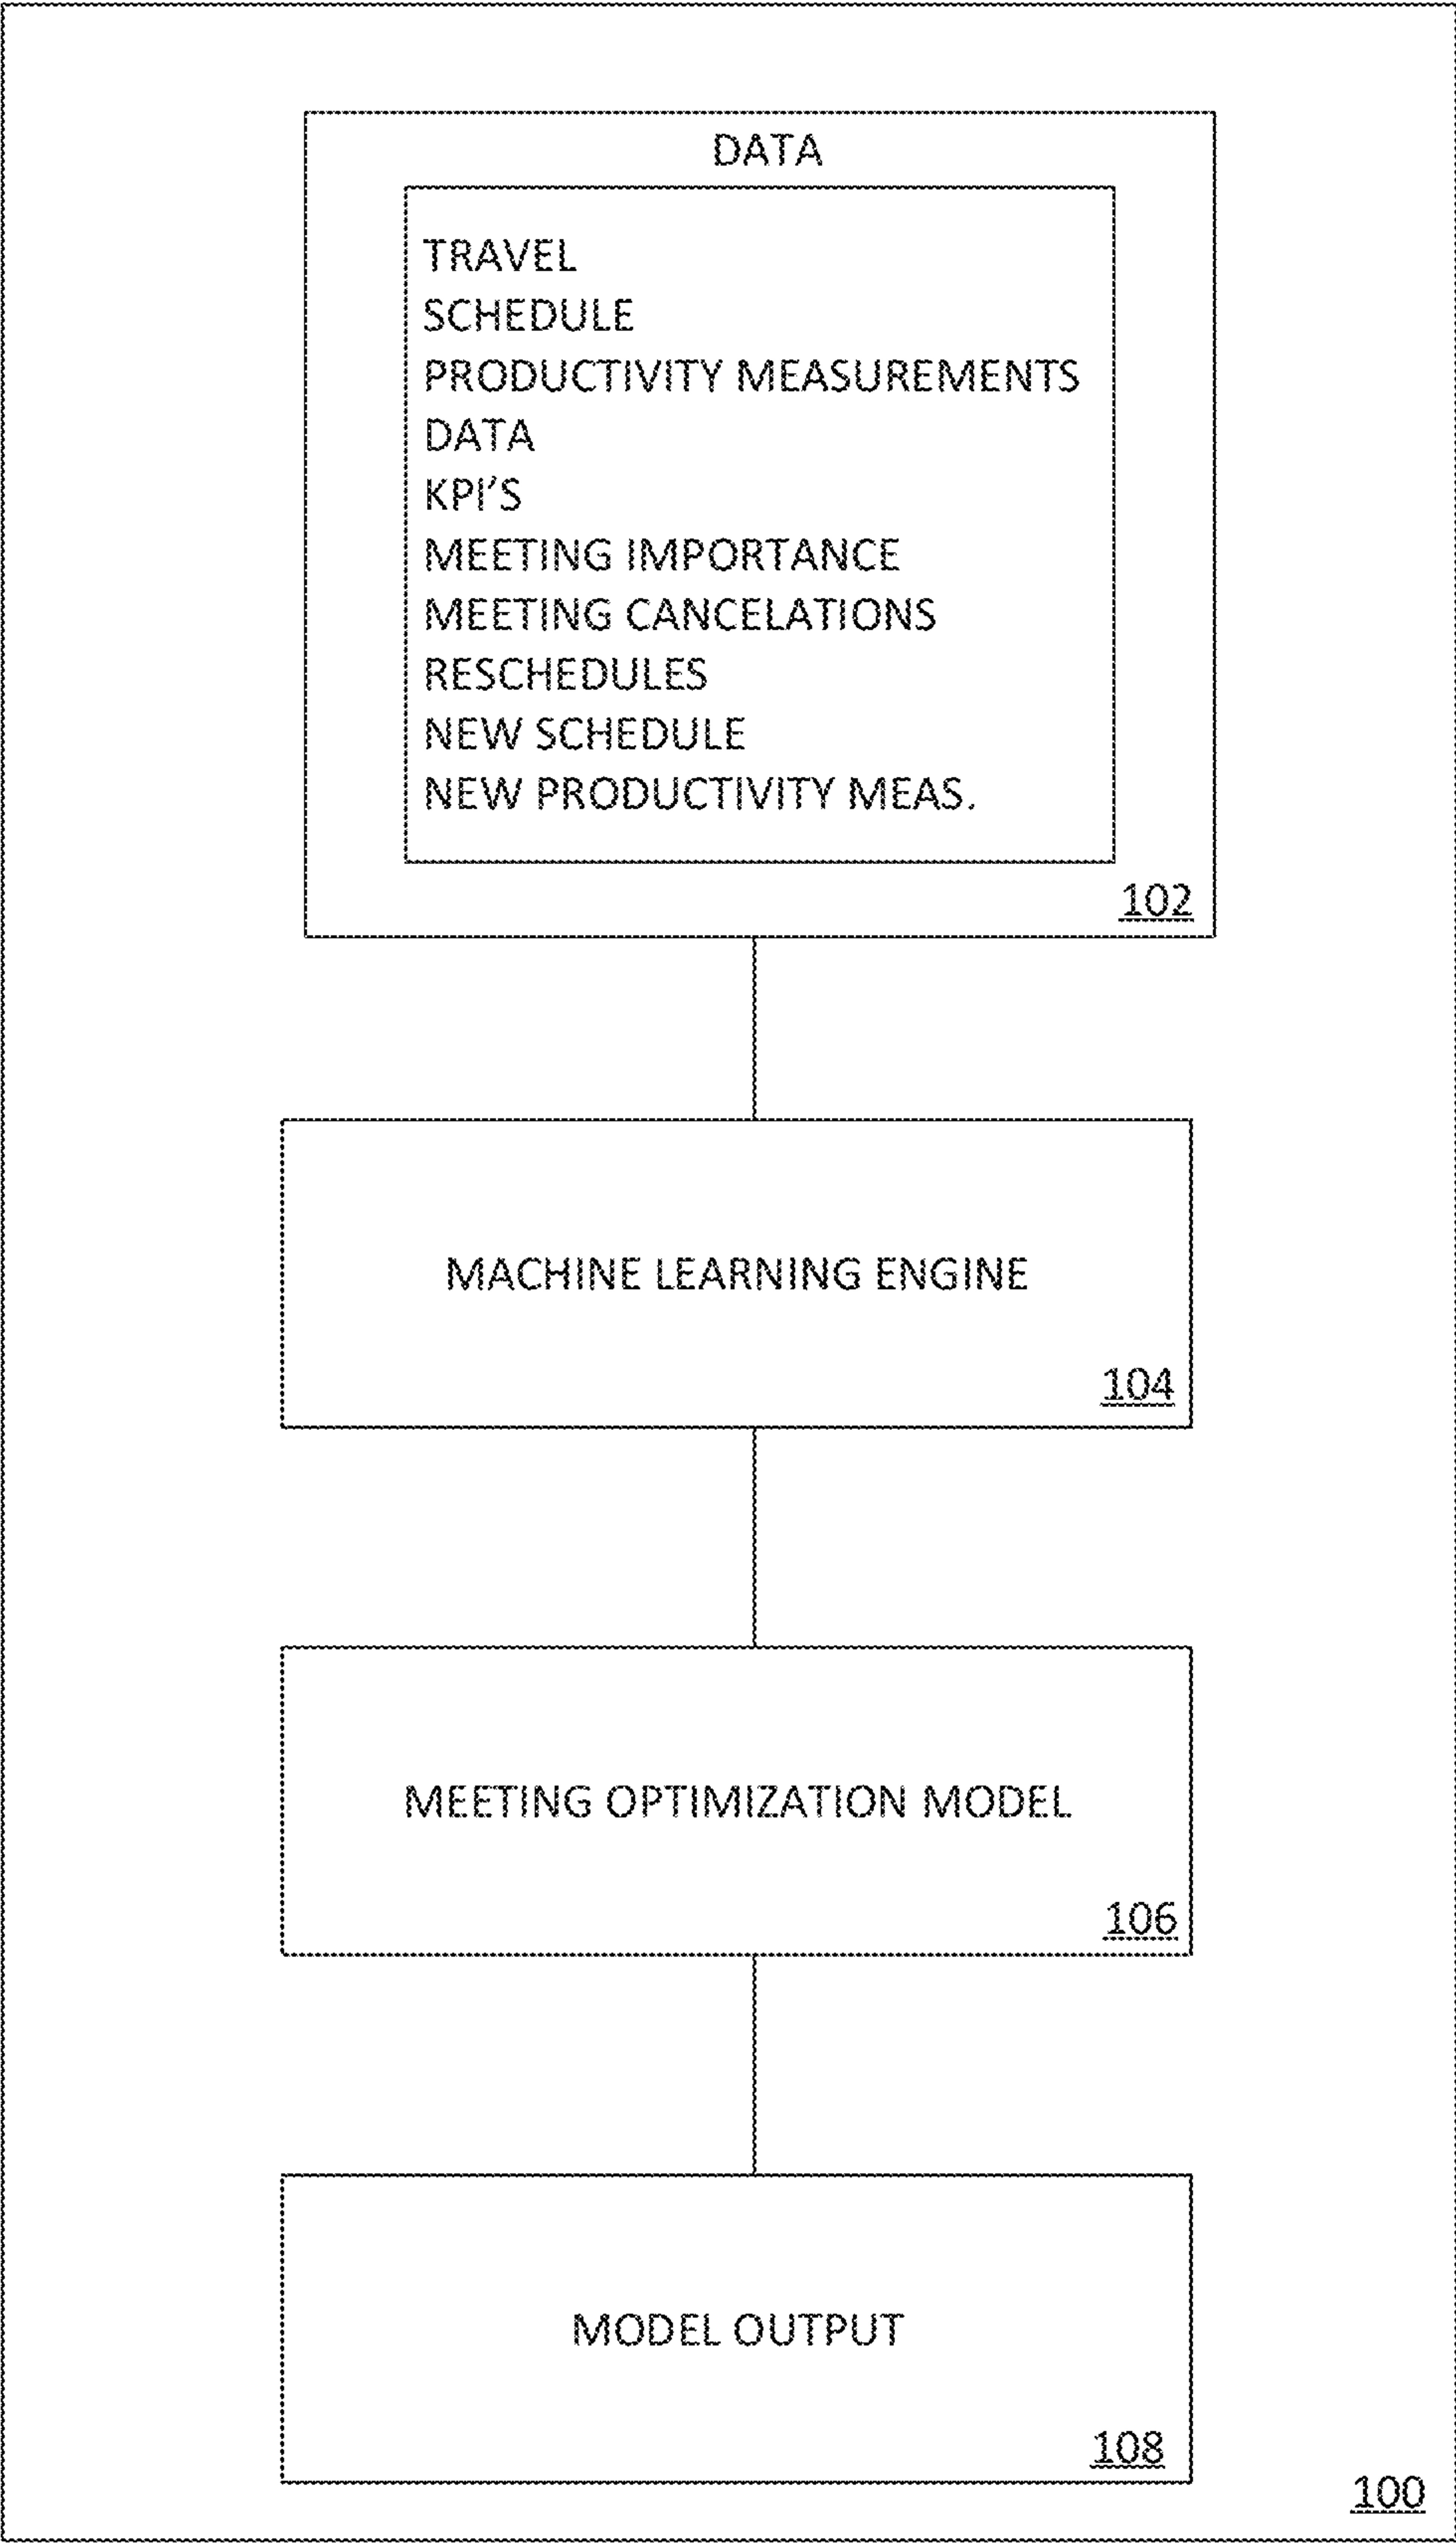 DATA
TRAVEL
SCHEDULE
PRODUCTIVITY MEASUREMENTS
DATA
KPI'S
MEETING IMPORTANCE
MEETING CANCELATIONS
RESCHEDULES
NEW SCHEDULE
NEW PRODUCTIVITY MEAS.
102
MACHINE LEARNING ENGINE
104
MEETING OPTIMIZATION MODEL
106
MODEL OUTPUT
108
100